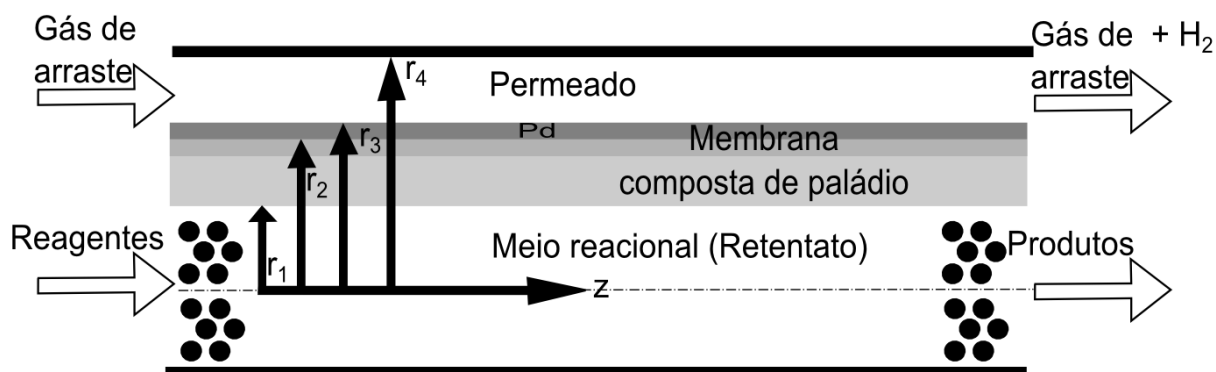 Gás de
arraste
r₄
Permeado
Gás de + H₂
arraste
Pd
r₃
Membrana
r₂
composta de paládio
Reagentes
r₁
Meio reacional (Retentato)
Produtos
z